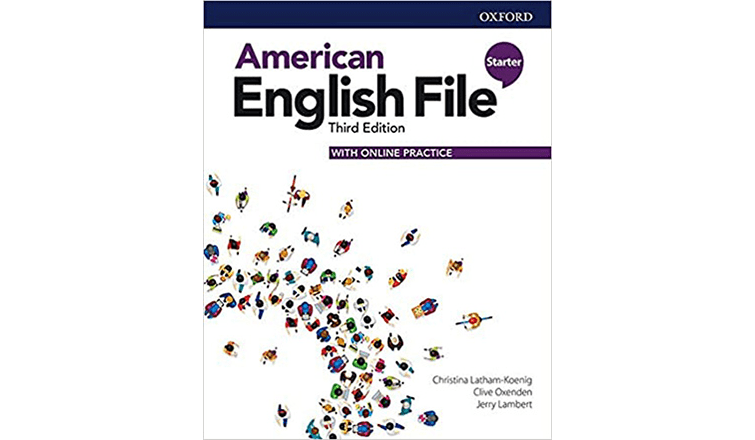 OXFORD
American
Starter
English File
Third Edition
WITH ONLINE PRACTICE
Christina Latham-Koenig
Clive Oxenden
Jerry Lambert